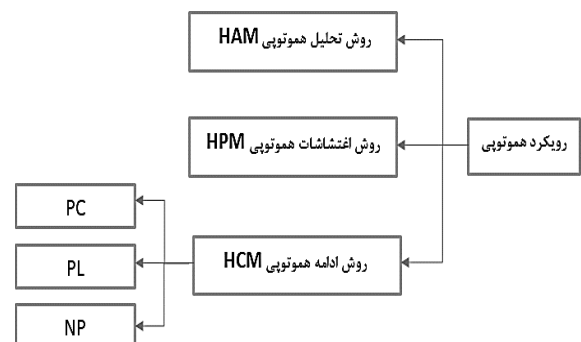 روش تحلیل هموتوپی HAM
رویکرد هموتوپی
روش اغتشاشات هموتوپی HPM
روش ادامه هموتوپی HCM
PC
PL
NP